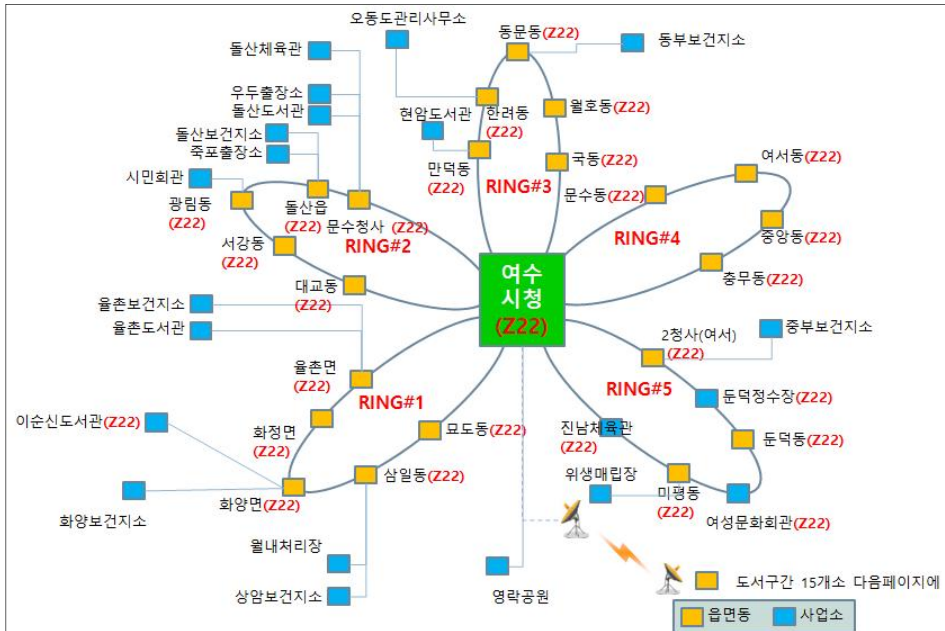 오동도관리사무소
동문동(Z22)
동부보건지소
돌산체육관
우두출장소
돌산도서관
현암도서관
한려동
(Z22)
월호동(Z22)
돌산보건지소
죽포출장소
만덕동
(Z22)
RING#3
국동(Z22)
여서동(Z22)
시민회관
광림동
(Z22)
돌산읍
(Z22)
문수청사 (Z22)
문수동(Z22)
서강동
(Z22)
RING#2
RING#4
중앙동(Z22)
대교동
(Z22)
여수
시청
(Z22)
충무동(Z22)
율촌보건지소
율촌도서관
2청사(여서)
(Z22)
중부보건지소
율촌면
(Z22)
RING#1
RING#5
둔덕정수장(Z22)
이순신도서관(Z22)
화정면
(Z22)
묘도동(Z22)
진남체육관
(Z22)
둔덕동(Z22)
삼일동(Z22)
위생매립장
화양면(Z22)
미평동
(Z22)
화양보건지소
여성문화회관(Z22)
월내처리장
상암보건지소
영락공원
도서구간 15개소 다음페이지에
읍면동
사업소